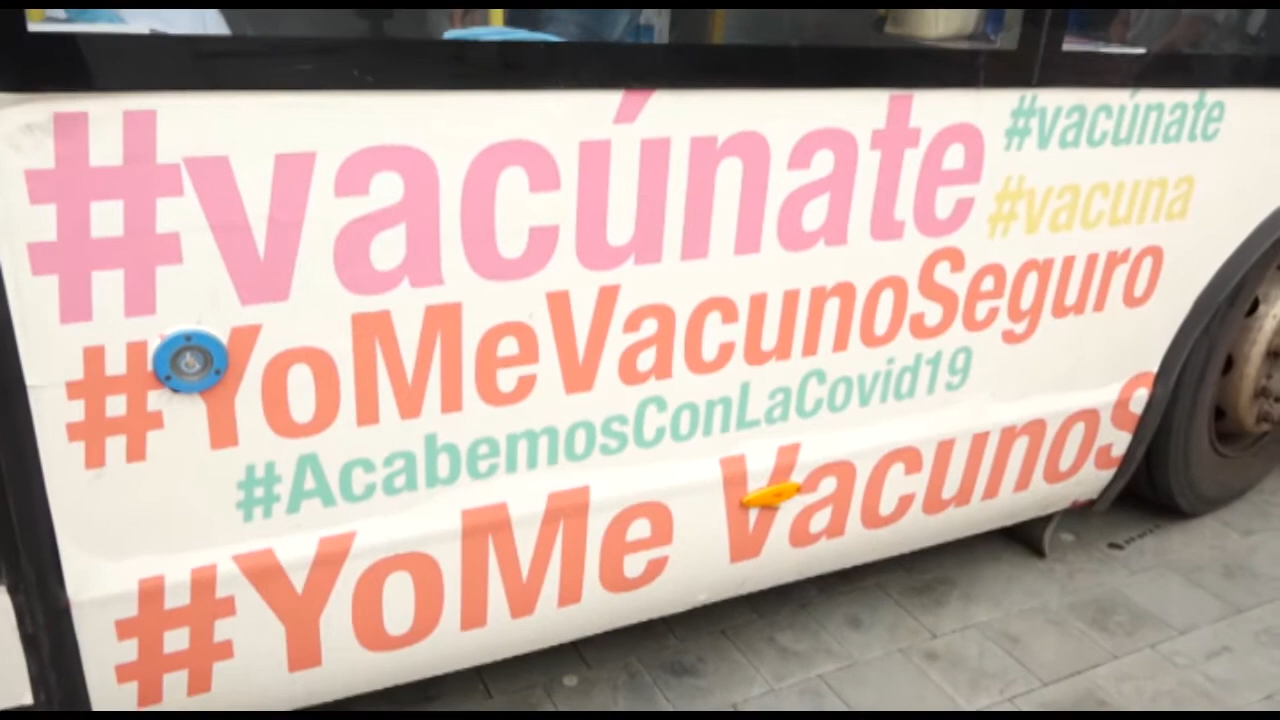 #vacúnate
#vacúnate
#vacuna
#YoMeVacunoSeguro
#AcabemosConLaCovid19
#YoMe VacunoS